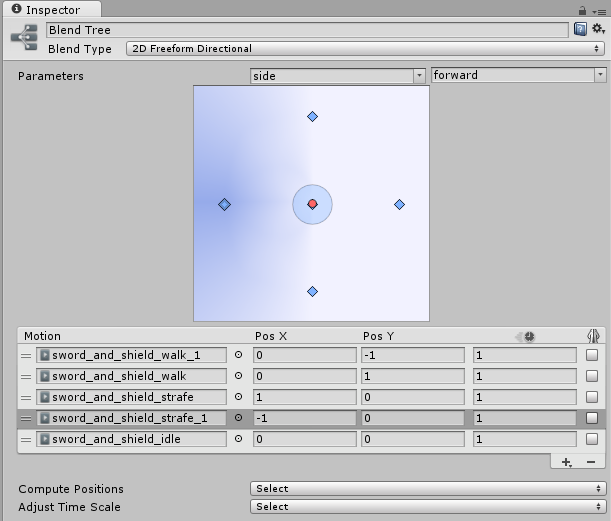 Inspector
Blend Tree
Blend Type 2D Freeform Directional
Parameters side forward
Motion Pos X Pos Y
sword_and_shield_walk_1 0 -1 1
sword_and_shield_walk 0 1 1
sword_and_shield_strafe 1 0 1
sword_and_shield_strafe_1 -1 0 1
sword_and_shield_idle 0 0 1
Compute Positions Select
Adjust Time Scale Select